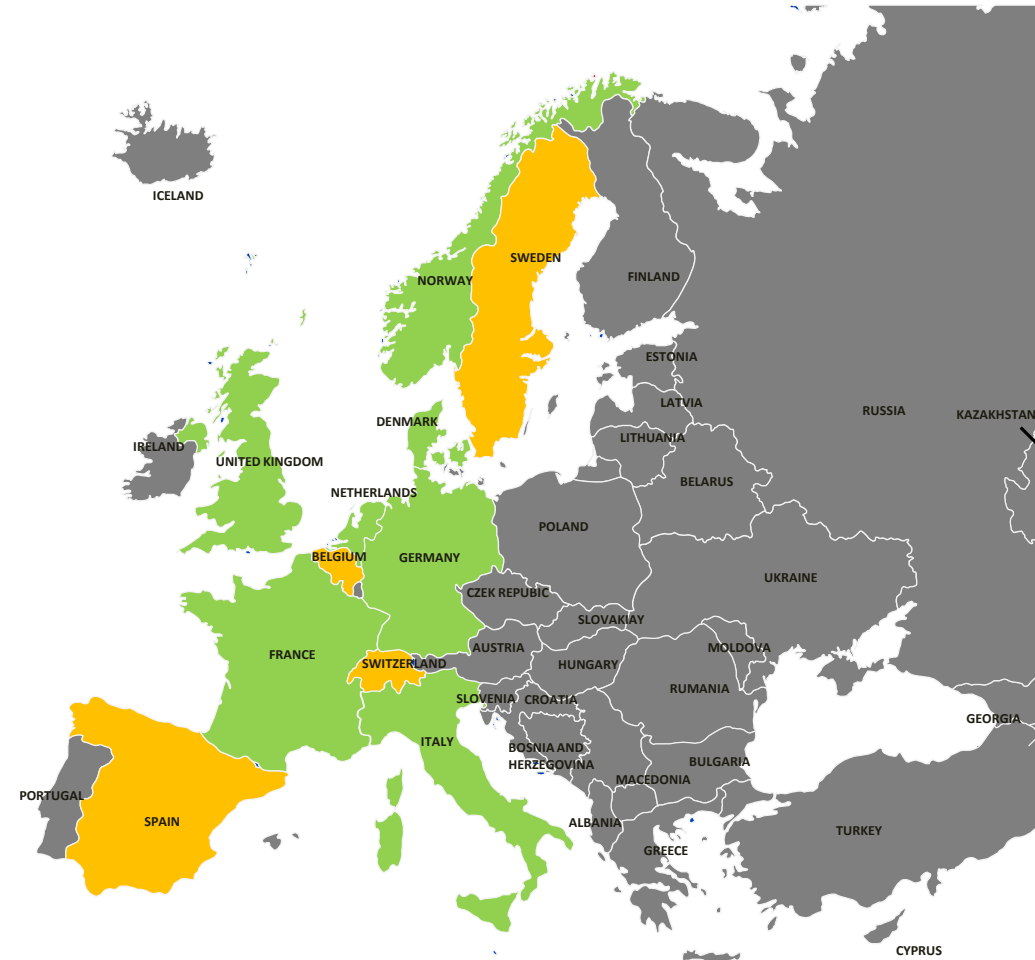 ICELAND
SWEDEN
FINLAND
NORWAY
ESTONIA
LATVIA
RUSSIA
KAZAKHSTAN
DENMARK
LITHUANIA
IRELAND
UNITED KINGDOM
BELARUS
NETHERLANDS
POLAND
BELGIUM
GERMANY
UKRAINE
CZEK REPUBIC
SLOVAKIAY
FRANCE
SWITZERLAND
AUSTRIA
MOLDOVA
HUNGARY
RUMANIA
SLOVENIA
CROATIA
GEORGIA
ITALY
BOSNIA AND
HERZEGOVINA
BULGARIA
MACEDONIA
PORTUGAL
SPAIN
ALBANIA
TURKEY
GREECE
CYPRUS